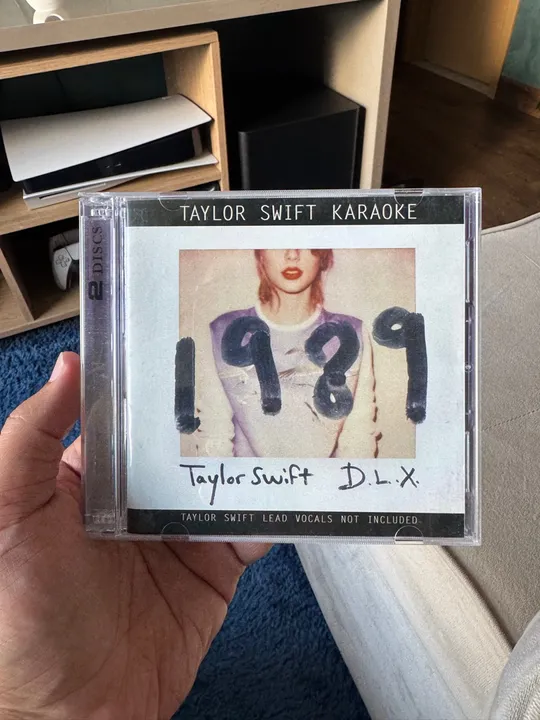 TAYLOR SWIFT KARAOKE
2 DISCS
1989
Taylor Swift D.L.X.
TAYLOR SWIFT LEAD VOCALS NOT INCLUDED